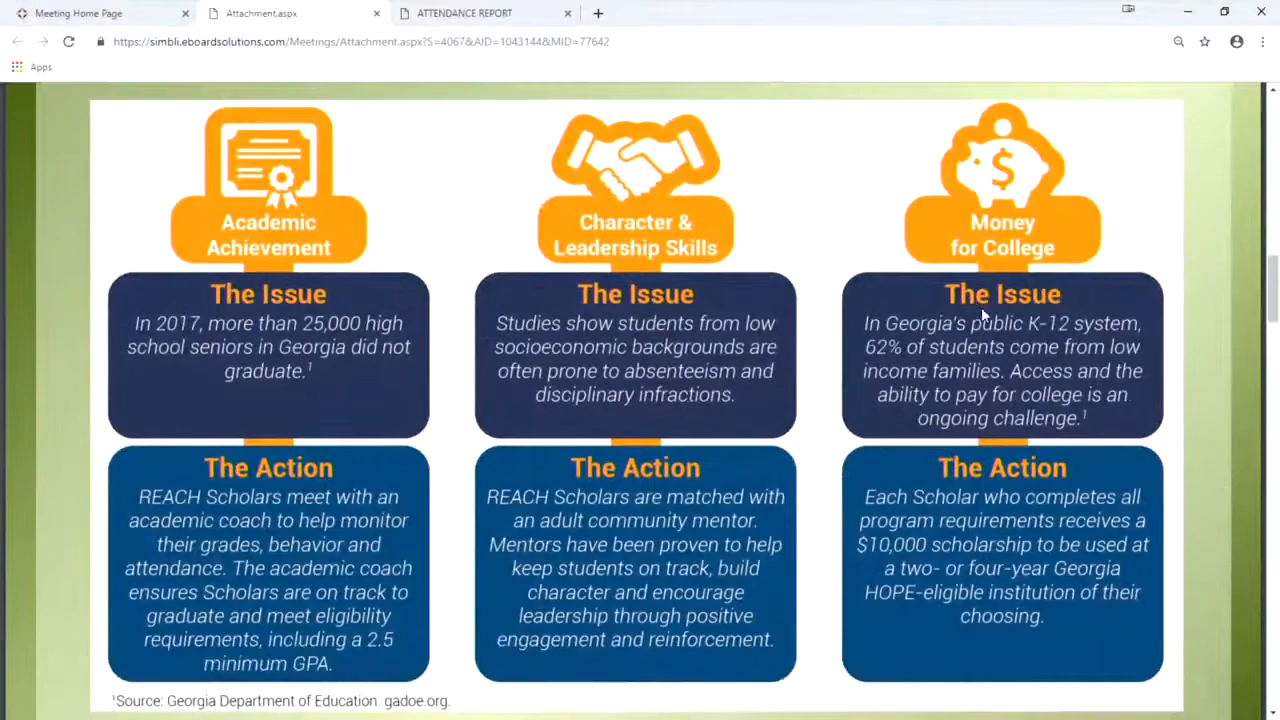 Meeting Home Page
Attachment.aspx
ATTENDANCE REPORT
https://simbli.eboardsolutions.com/Meetings/Attachment.aspx?S=4067&AID=1043144&MID=77642
Apps
Academic
Achievement
The Issue
In 2017, more than 25,000 high
school seniors in Georgia did not
graduate.¹
The Action
REACH Scholars meet with an
academic coach to help monitor
their grades, behavior and
attendance. The academic coach
ensures Scholars are on track to
graduate and meet eligibility
requirements, including a 2.5
minimum GPA.
Character &
Leadership Skills
The Issue
Studies show students from low
socioeconomic backgrounds are
often prone to absenteeism and
disciplinary infractions.
The Action
REACH Scholars are matched with
an adult community mentor.
Mentors have been proven to help
keep students on track, build
character and encourage
leadership through positive
engagement and reinforcement.
$
Money
for College
The Issue
In Georgia's public K-12 system,
62% of students come from low
income families. Access and the
ability to pay for college is an
ongoing challenge.¹
The Action
Each Scholar who completes all
program requirements receives a
$10,000 scholarship to be used at
a two- or four-year Georgia
HOPE-eligible institution of their
choosing.
¹Source: Georgia Department of Education. gadoe.org.